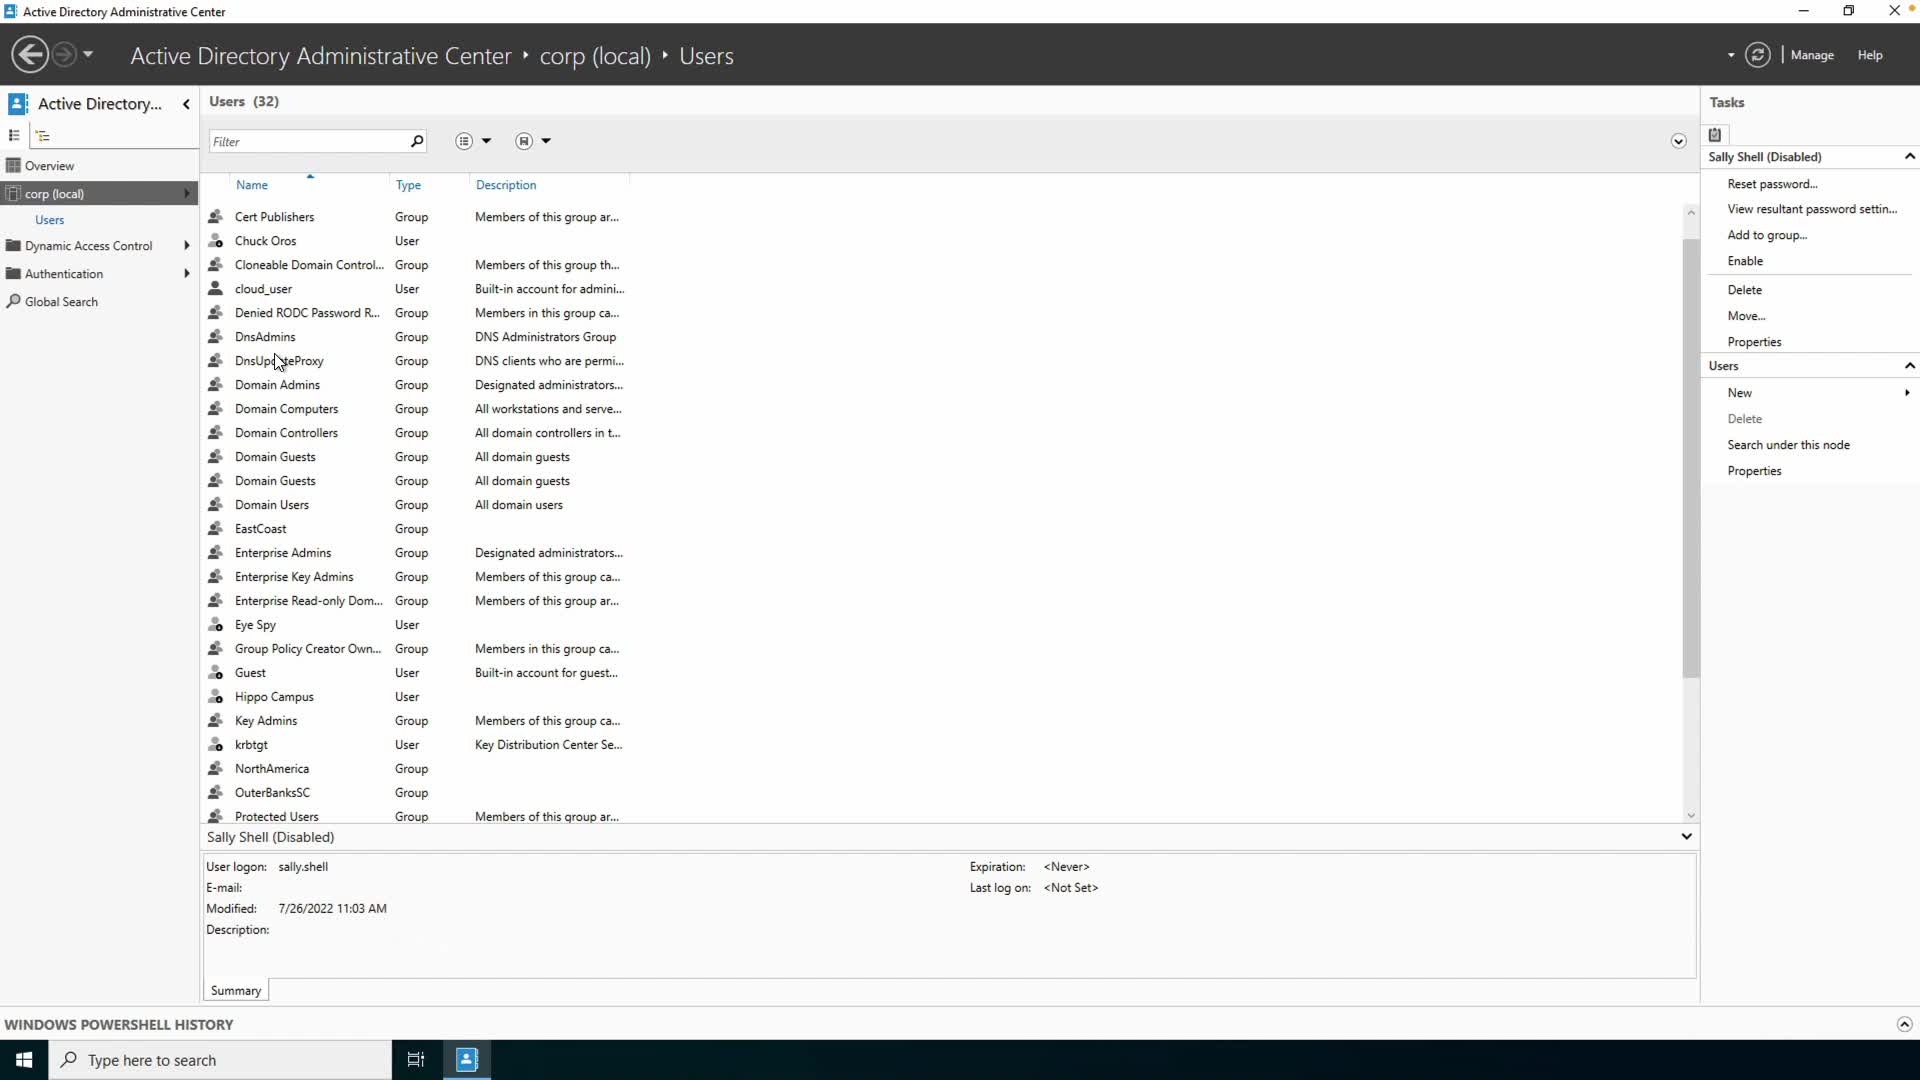 Active Directory Administrative Center
Active Directory Administrative Center ‣ corp (local) ‣ Users
Manage
Help
Active Directory...
Overview
corp (local)
Users
Dynamic Access Control
Authentication
Global Search
Users (32)
Filter
Name Type Description
Cert Publishers Group Members of this group ar...
Chuck Oros User
Cloneable Domain Control... Group Members of this group th...
cloud_user User Built-in account for admini...
Denied RODC Password R... Group Members in this group ca...
DnsAdmins Group DNS Administrators Group
DnsUpdateProxy Group DNS clients who are permi...
Domain Admins Group Designated administrators...
Domain Computers Group All workstations and serve...
Domain Controllers Group All domain controllers in t...
Domain Guests Group All domain guests
Domain Guests Group All domain guests
Domain Users Group All domain users
EastCoast Group
Enterprise Admins Group Designated administrators...
Enterprise Key Admins Group Members of this group ca...
Enterprise Read-only Dom... Group Members of this group ar...
Eye Spy User
Group Policy Creator Own... Group Members in this group ca...
Guest User Built-in account for guest...
Hippo Campus User
Key Admins Group Members of this group ca...
krbtgt User Key Distribution Center Se...
NorthAmerica Group
OuterBanksSC Group
Protected Users Group Members of this group ar...
Sally Shell (Disabled)
User logon: sally.shell
E-mail:
Modified: 7/26/2022 11:03 AM
Description:
Expiration: <Never>
Last log on: <Not Set>
Summary
Tasks
Sally Shell (Disabled)
Reset password...
View resultant password settin...
Add to group...
Enable
Delete
Move...
Properties
Users
New
Delete
Search under this node
Properties
WINDOWS POWERSHELL HISTORY
Type here to search